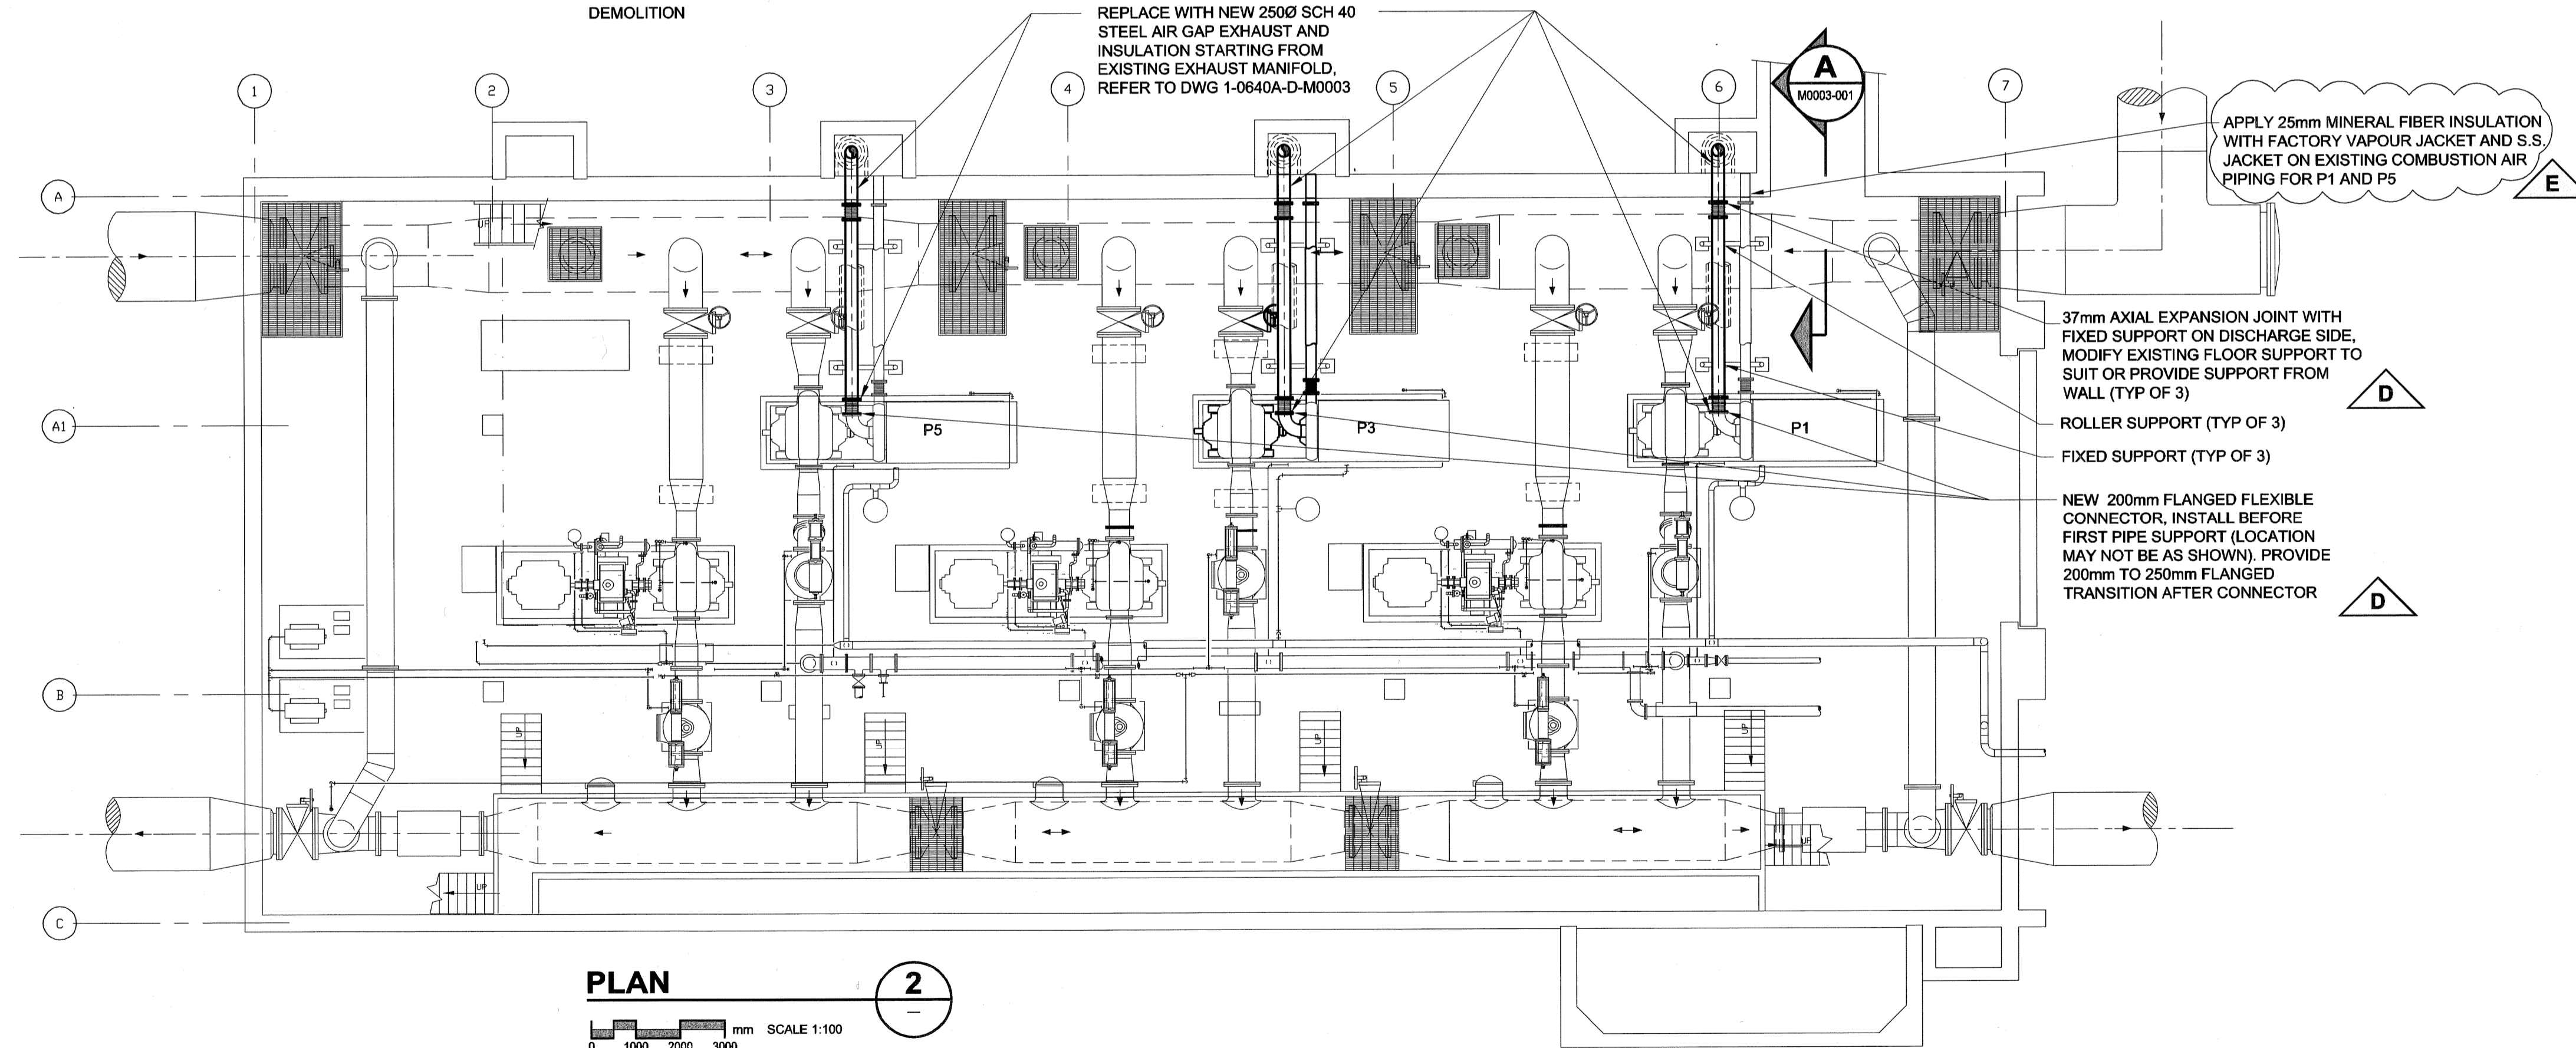 DEMOLITION
REPLACE WITH NEW 250Ø SCH 40
STEEL AIR GAP EXHAUST AND
INSULATION STARTING FROM
EXISTING EXHAUST MANIFOLD,
REFER TO DWG 1-0640A-D-M0003
1
2
3
4
5
6
7
A
M0003-001
APPLY 25mm MINERAL FIBER INSULATION
WITH FACTORY VAPOUR JACKET AND S.S.
JACKET ON EXISTING COMBUSTION AIR
PIPING FOR P1 AND P5
E
A
UP
37mm AXIAL EXPANSION JOINT WITH
FIXED SUPPORT ON DISCHARGE SIDE,
MODIFY EXISTING FLOOR SUPPORT TO
SUIT OR PROVIDE SUPPORT FROM
WALL (TYP OF 3)
D
A1
P5
P3
P1
ROLLER SUPPORT (TYP OF 3)
FIXED SUPPORT (TYP OF 3)
NEW 200mm FLANGED FLEXIBLE
CONNECTOR, INSTALL BEFORE
FIRST PIPE SUPPORT (LOCATION
MAY NOT BE AS SHOWN). PROVIDE
200mm TO 250mm FLANGED
TRANSITION AFTER CONNECTOR
D
B
UP
UP
UP
UP
UP
UP
C
PLAN
2
mm SCALE 1:100
0 1000 2000 3000